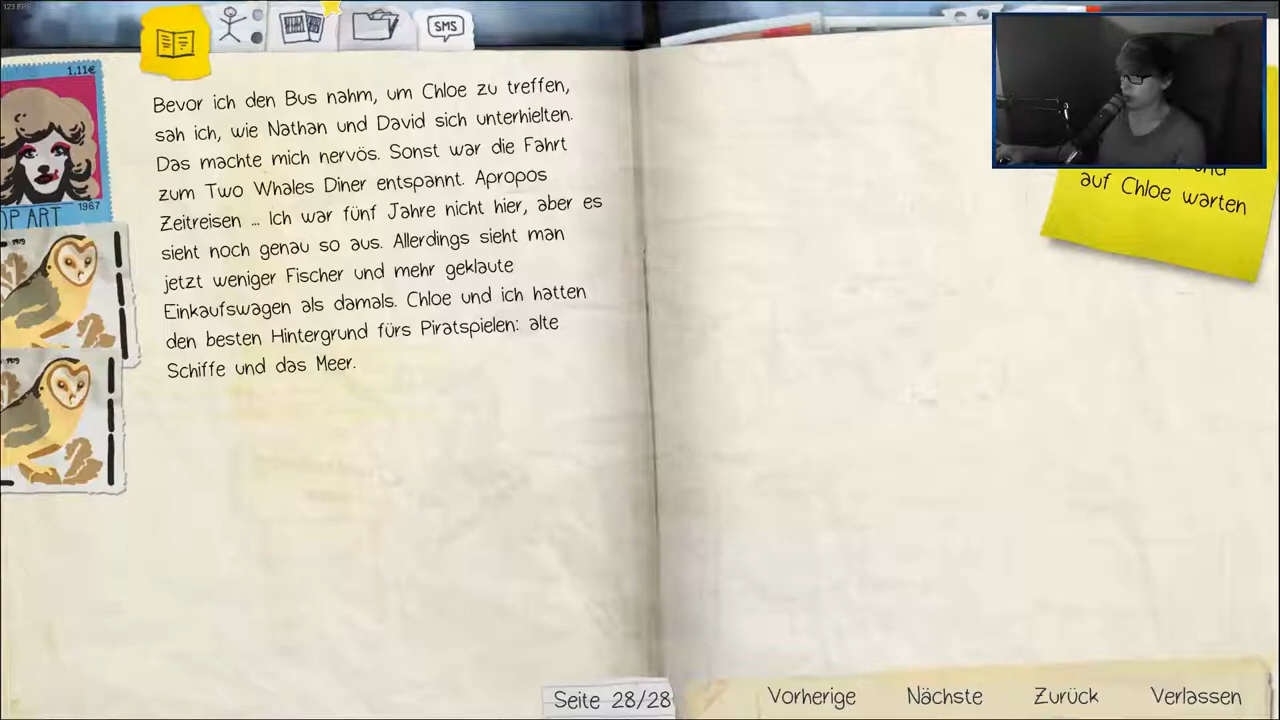 123 FPS
SMS
1,11€
Bevor ich den Bus nahm, um Chloe zu treffen,
sah ich, wie Nathan und David sich unterhielten.
Das machte mich nervös. Sonst war die Fahrt
zum Two Whales Diner entspannt. Apropos
Zeitreisen ... Ich war fünf Jahre nicht hier, aber es
sieht noch genau so aus. Allerdings sieht man
jetzt weniger Fischer und mehr geklaute
Einkaufswagen als damals. Chloe und ich hatten
den besten Hintergrund fürs Piratspielen: alte
Schiffe und das Meer.
OP ART 1967
1979
1979
auf Chloe warten
Seite 28/28
Vorherige Nächste Zurück Verlassen